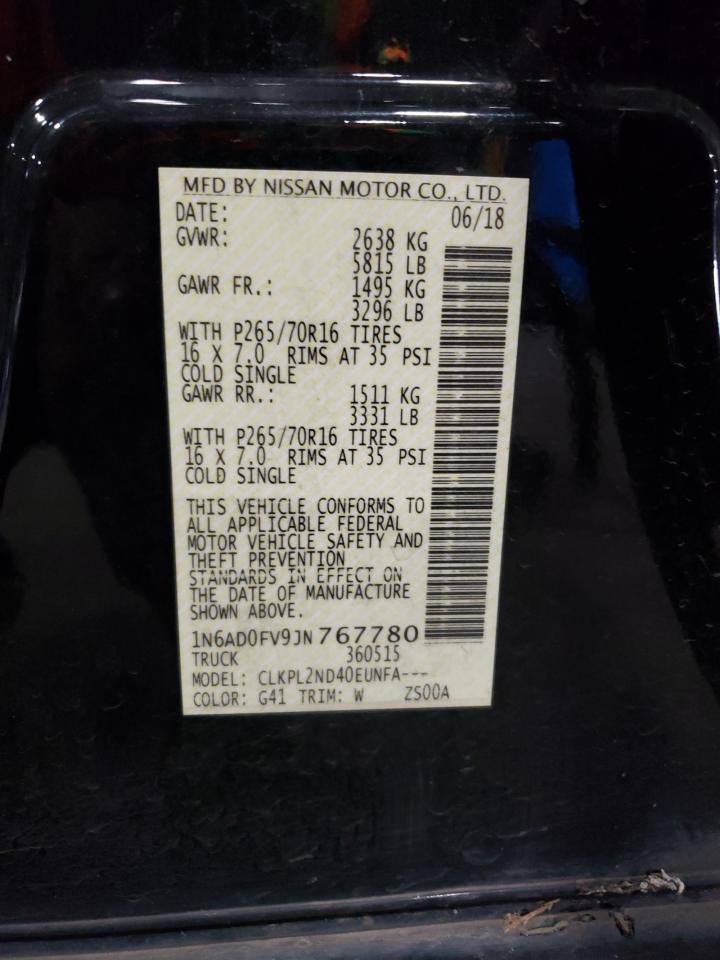 MFD BY NISSAN MOTOR CO., LTD.
DATE: 06/18
GVWR: 2638 KG
5815 LB
GAWR FR.: 1495 KG
3296 LB
WITH P265/70R16 TIRES
16 X 7.0 RIMS AT 35 PSI
COLD SINGLE
GAWR RR.: 1511 KG
3331 LB
WITH P265/70R16 TIRES
16 X 7.0 RIMS AT 35 PSI
COLD SINGLE
THIS VEHICLE CONFORMS TO
ALL APPLICABLE FEDERAL
MOTOR VEHICLE SAFETY AND
THEFT PREVENTION
STANDARDS IN EFFECT ON
THE DATE OF MANUFACTURE
SHOWN ABOVE.
1N6AD0FV9JN767780
TRUCK 360515
MODEL: CLKPL2ND40EUNFA---
COLOR: G41 TRIM: W ZS00A